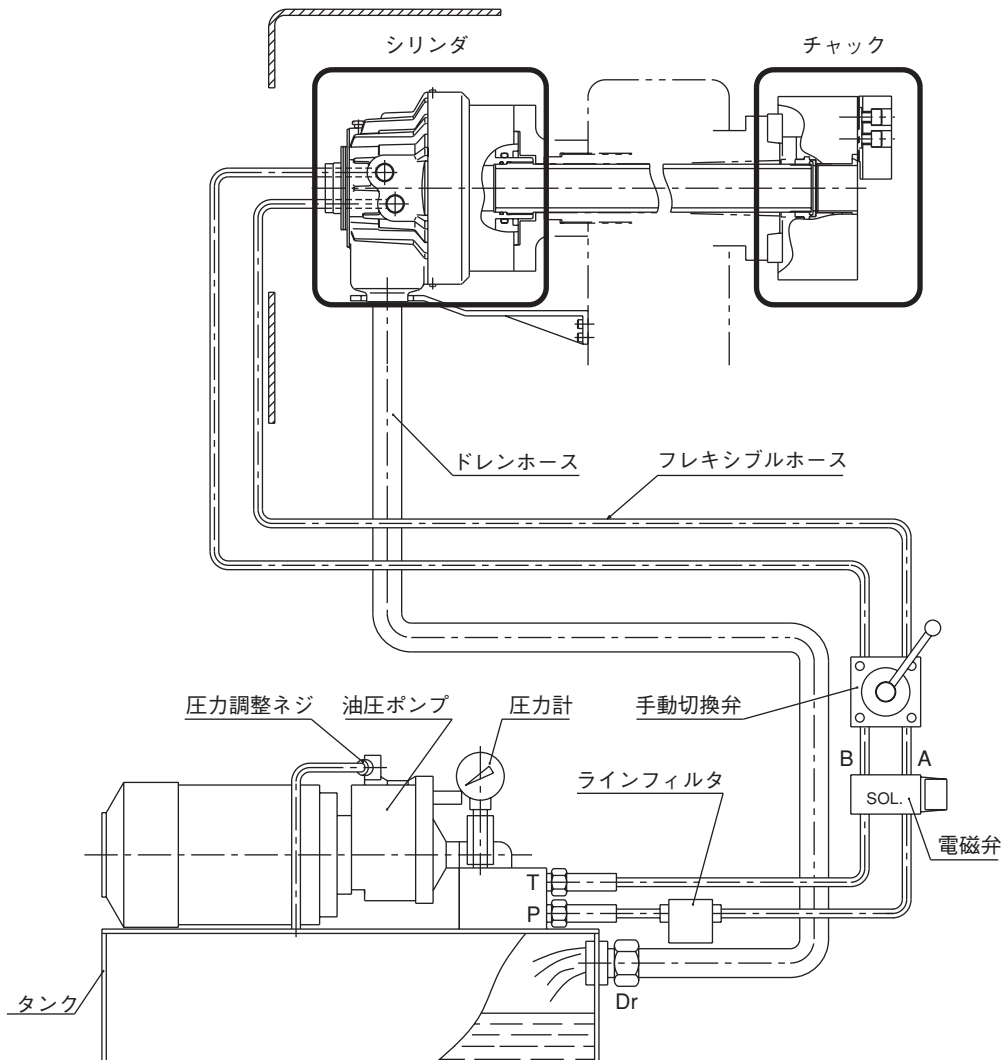 シリンダ
チャック
ドレンホース
フレキシブルホース
圧力調整ネジ
油圧ポンプ
圧力計
手動切換弁
B
A
ラインフィルタ
SOL.
電磁弁
T
P
タンク
Dr